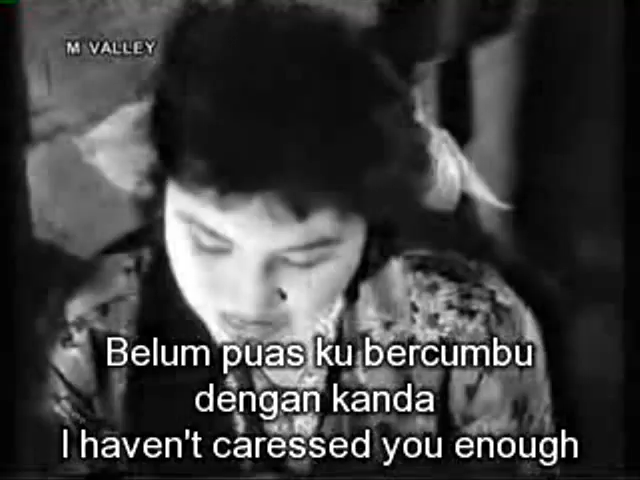 M VALLEY
Belum puas ku bercumbu
dengan kanda
I haven't caressed you enough